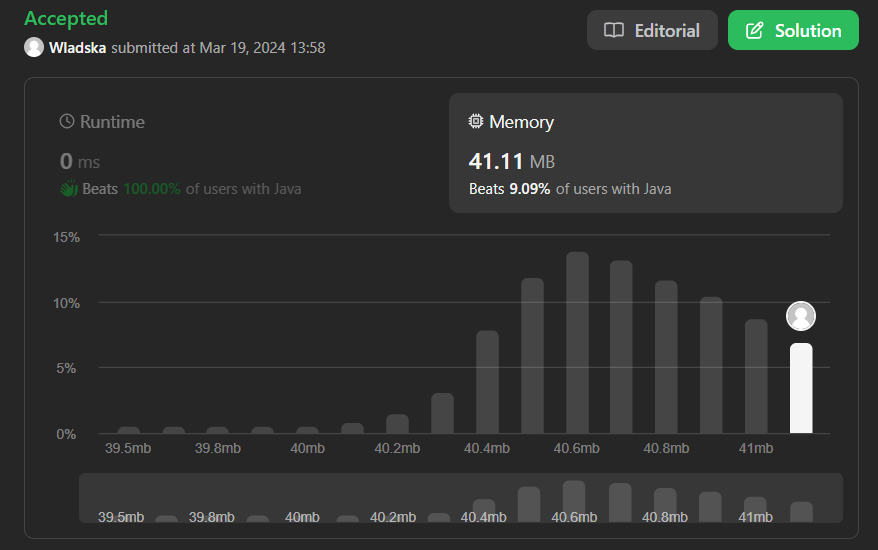 Accepted
Wladska submitted at Mar 19, 2024 13:58
Editorial
Solution
Runtime
0 ms
Beats 100.00% of users with Java
Memory
41.11 MB
Beats 9.09% of users with Java
15%
10%
5%
0%
39.5mb 39.8mb 40mb 40.2mb 40.4mb 40.6mb 40.8mb 41mb
39.5mb 39.8mb 40mb 40.2mb 40.4mb 40.6mb 40.8mb 41mb